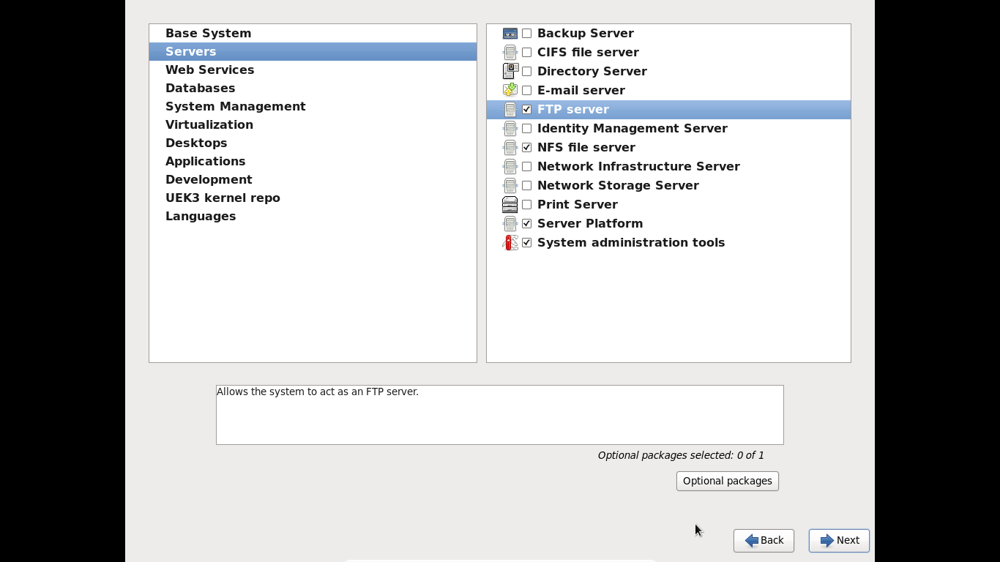 Base System
Servers
Web Services
Databases
System Management
Virtualization
Desktops
Applications
Development
UEK3 kernel repo
Languages
Backup Server
CIFS file server
Directory Server
E-mail server
FTP server
Identity Management Server
NFS file server
Network Infrastructure Server
Network Storage Server
Print Server
Server Platform
System administration tools
Allows the system to act as an FTP server.
Optional packages selected: 0 of 1
Optional packages
Back
Next